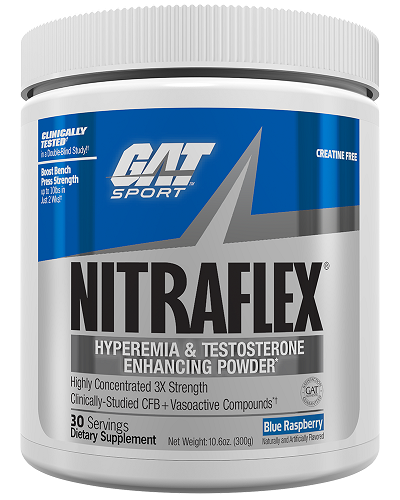 CLINICALLY
TESTED†
in a Double-Blind Study!†
Boost Bench
Press Strength
up to 10lbs in
Just 2 Wks!†
GAT
SPORT
CREATINE FREE
NITRAFLEX®
HYPEREMIA & TESTOSTERONE
ENHANCING POWDER*
Highly Concentrated 3X Strength
Clinically-Studied CFB + Vasoactive Compounds*†
GAT
30 Servings
Dietary Supplement
Net Weight: 10.6oz. (300g)
Blue Raspberry
Naturally and Artificially Flavored